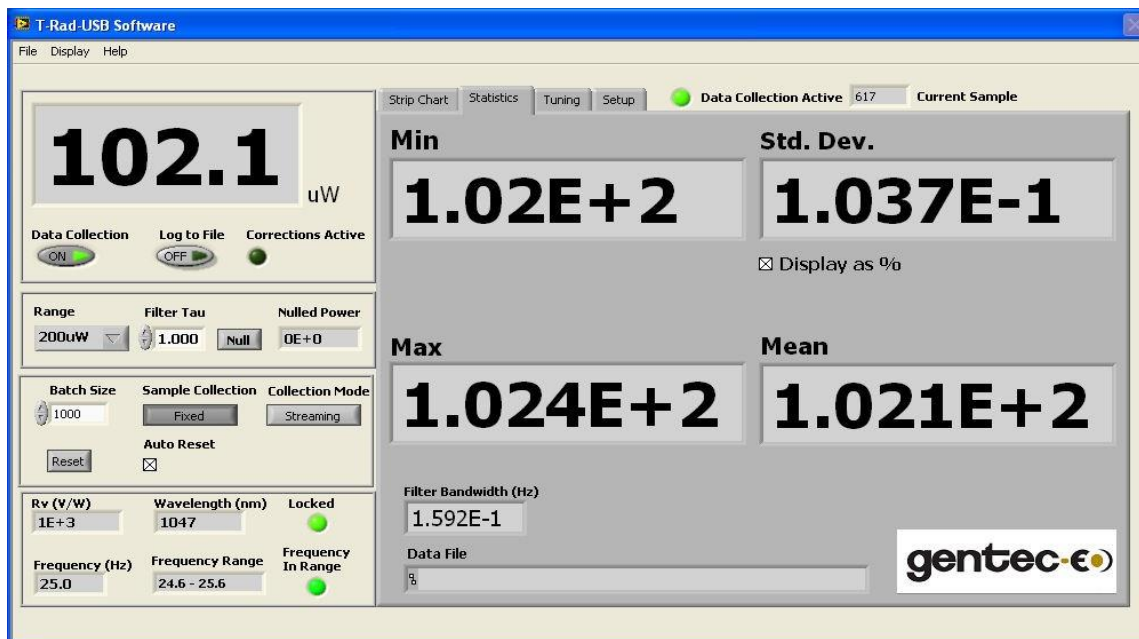 T-Rad-USB Software
File Display Help
102.1
uW
Data Collection Log to File Corrections Active
ON OFF
Range Filter Tau Nulled Power
200uW 1.000 Null 0E+0
Batch Size Sample Collection Collection Mode
1000 Fixed Streaming
Auto Reset
Reset
Rv (V/W) Wavelength (nm) Locked
1E+3 1047
Frequency (Hz) Frequency Range Frequency In Range
25.0 24.6 - 25.6
Strip Chart Statistics Tuning Setup Data Collection Active 617 Current Sample
Min Std. Dev.
1.02E+2 1.037E-1
Display as %
Max Mean
1.024E+2 1.021E+2
Filter Bandwidth (Hz)
1.592E-1
Data File
%
gentec-EO